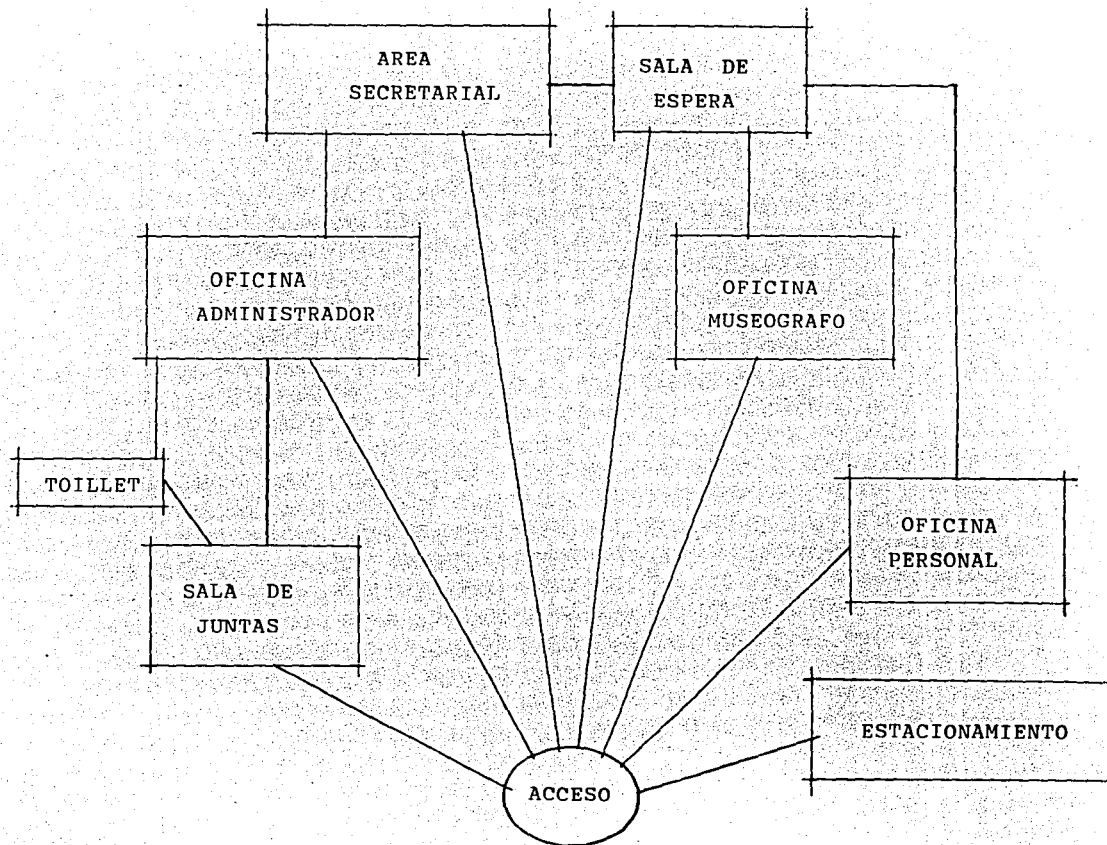 AREA
SECRETARIAL
SALA DE
ESPERA
OFICINA
ADMINISTRADOR
OFICINA
MUSEOGRAFO
TOILLET
OFICINA
PERSONAL
SALA DE
JUNTAS
ESTACIONAMIENTO
ACCESO